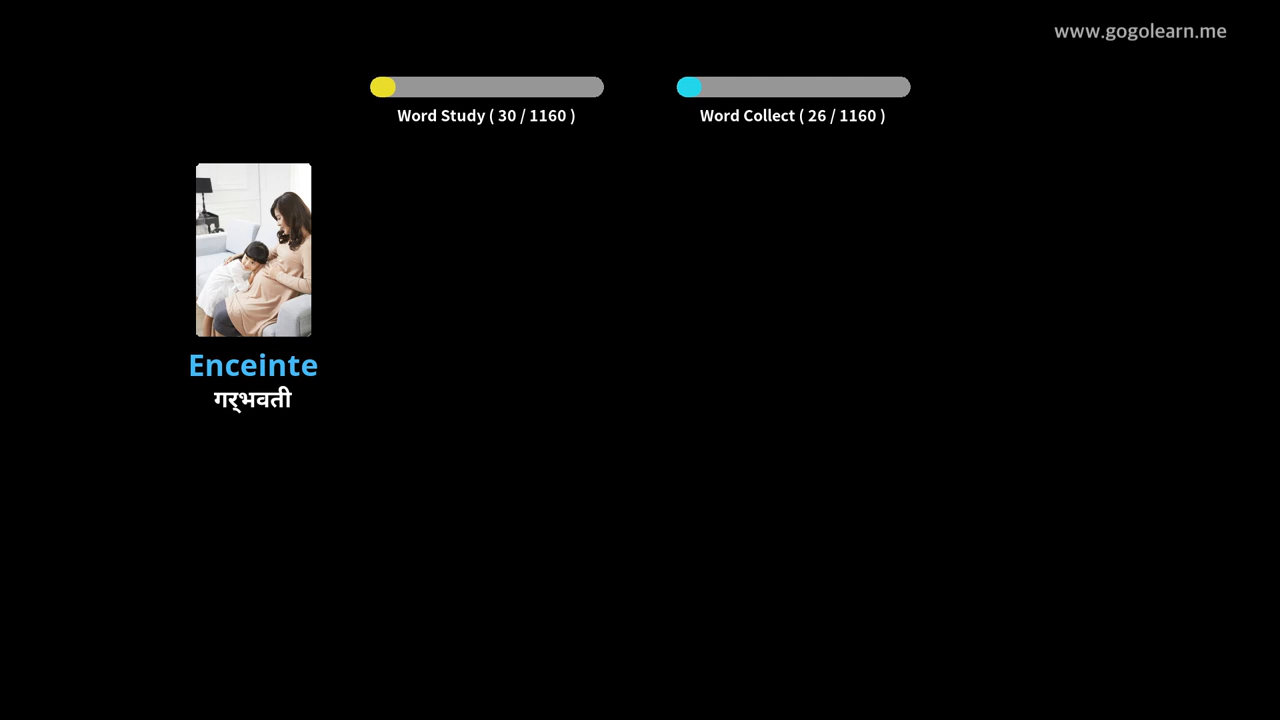 www.gogolearn.me
Word Study ( 30 / 1160 )
Word Collect ( 26 / 1160 )
Enceinte
गर्भवती